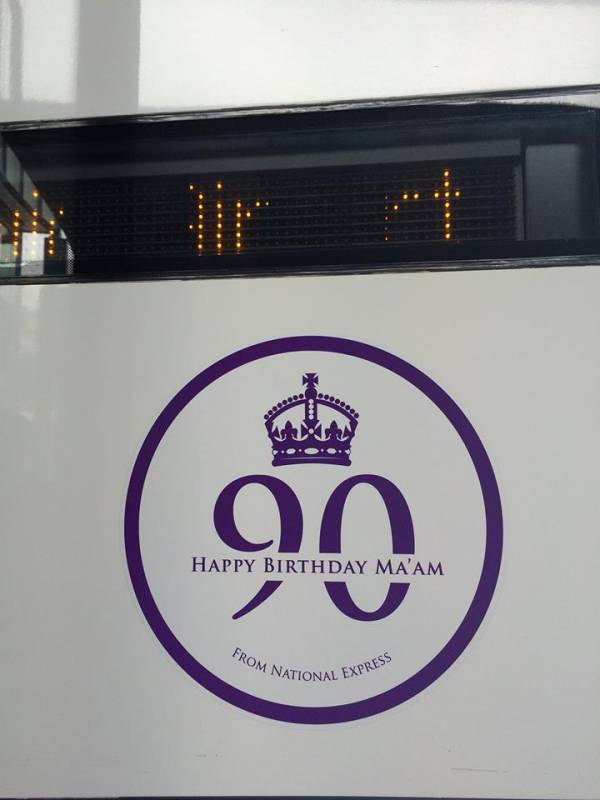 90
HAPPY BIRTHDAY MA'AM
FROM NATIONAL EXPRESS